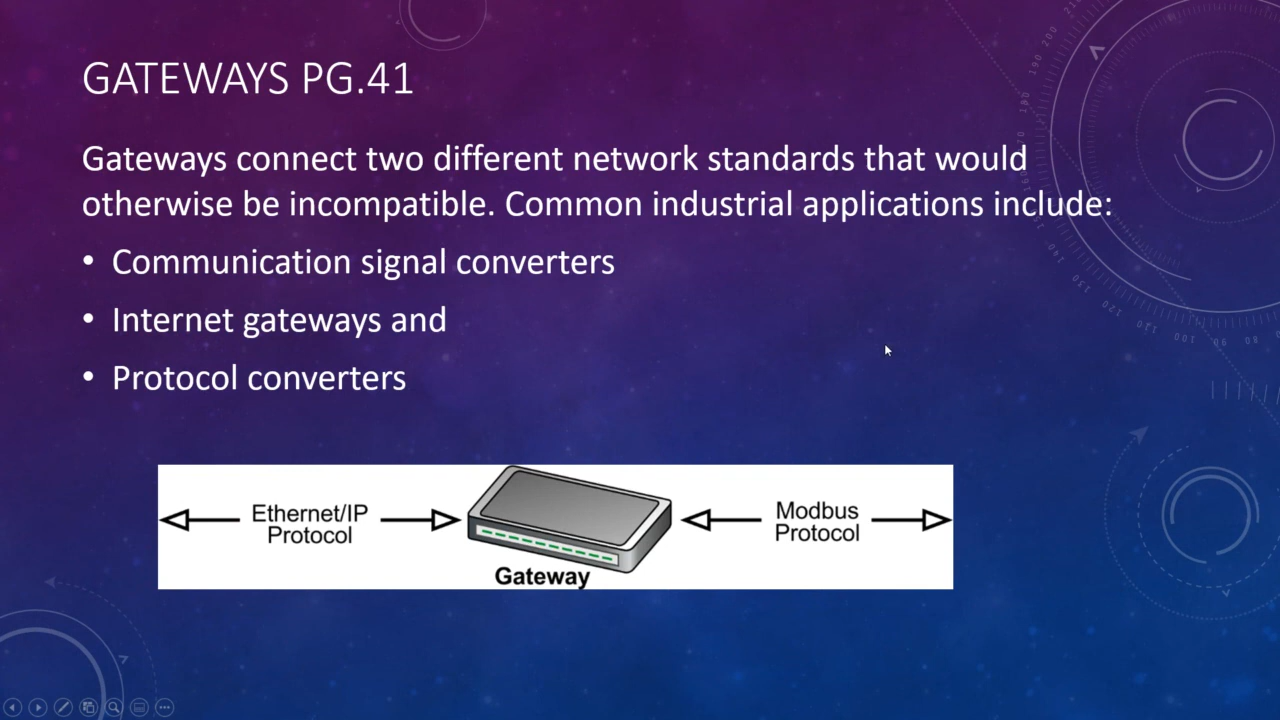 GATEWAYS PG.41
Gateways connect two different network standards that would
otherwise be incompatible. Common industrial applications include:
• Communication signal converters
• Internet gateways and
• Protocol converters
Ethernet/IP
Protocol
Modbus
Protocol
Gateway